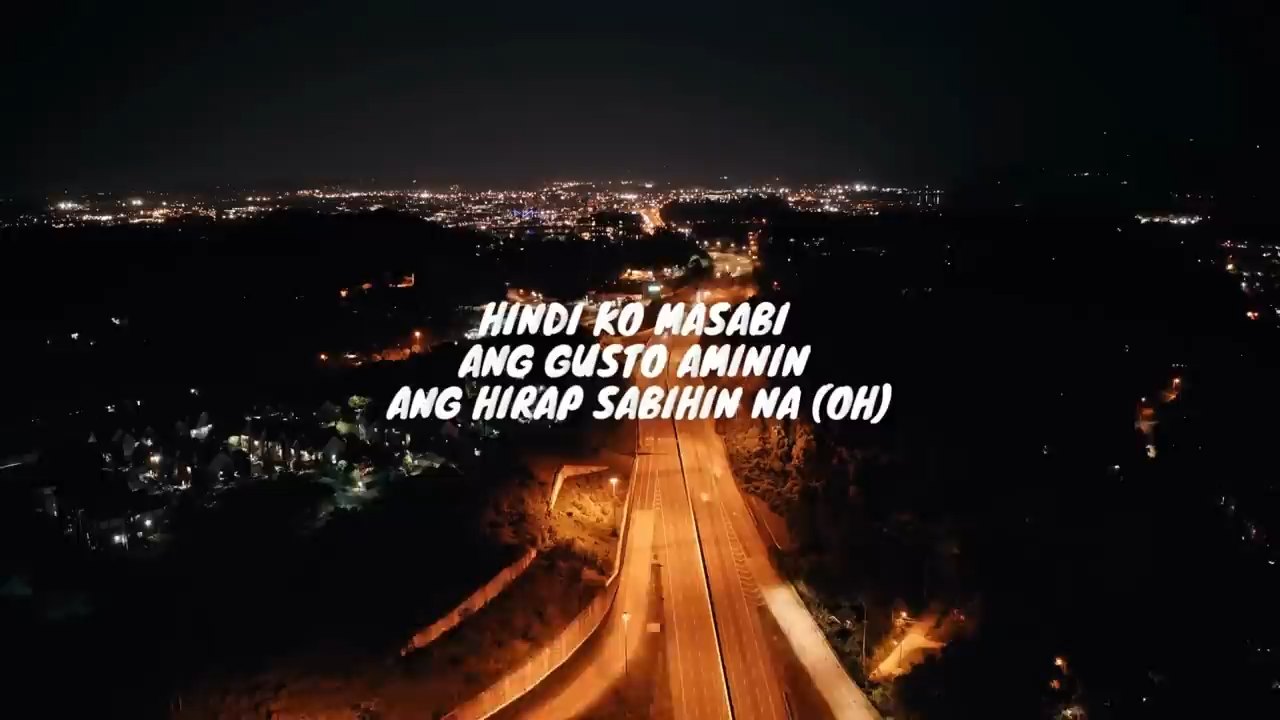 HINDI KO MASABI
ANG GUSTO AMININ
ANG HIRAP SABIHIN NA (OH)